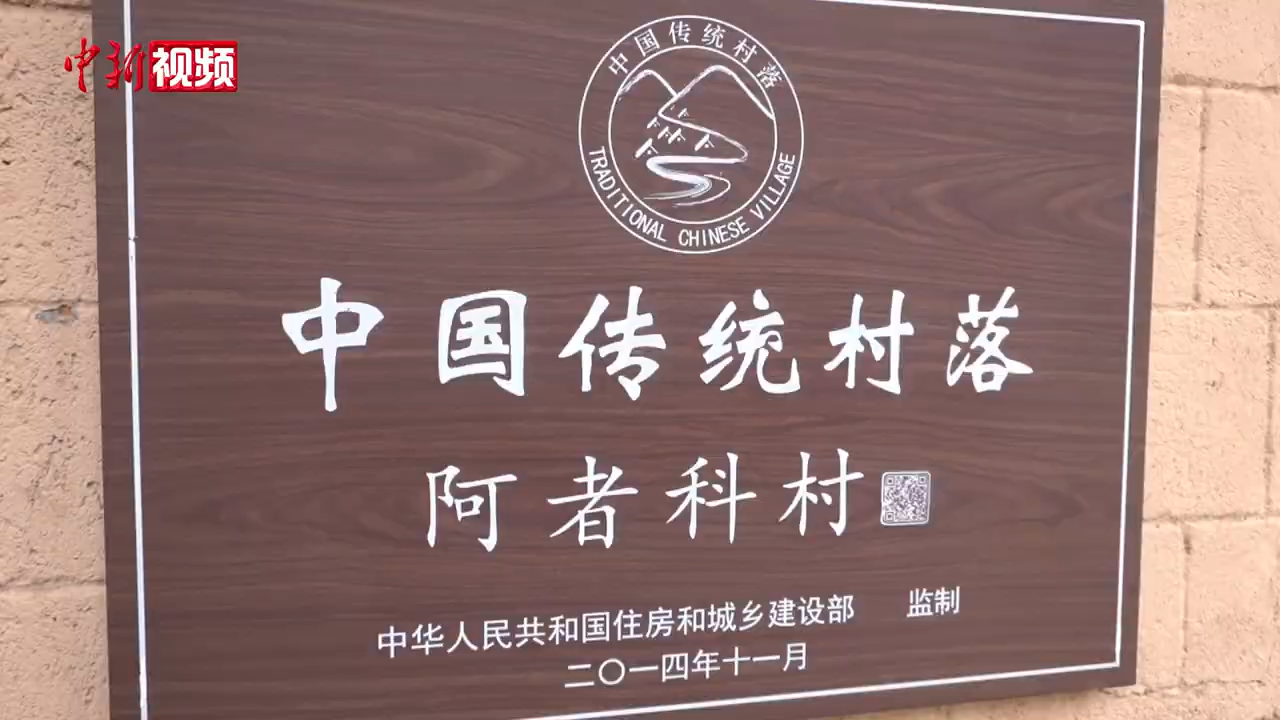 中新视频
中国传统村落
TRADITIONAL CHINESE VILLAGE
中国传统村落
阿者科村
中华人民共和国住房和城乡建设部 监制
二〇一四年十一月